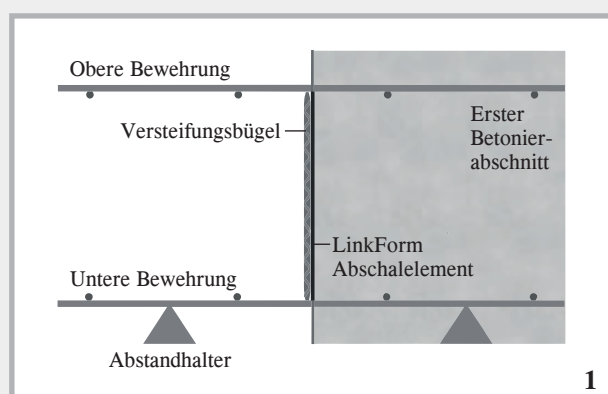 Obere Bewehrung
Versteifungsbügel
Erster
Betonier-
abschnitt
LinkForm
Abschalelement
Untere Bewehrung
Abstandhalter
1